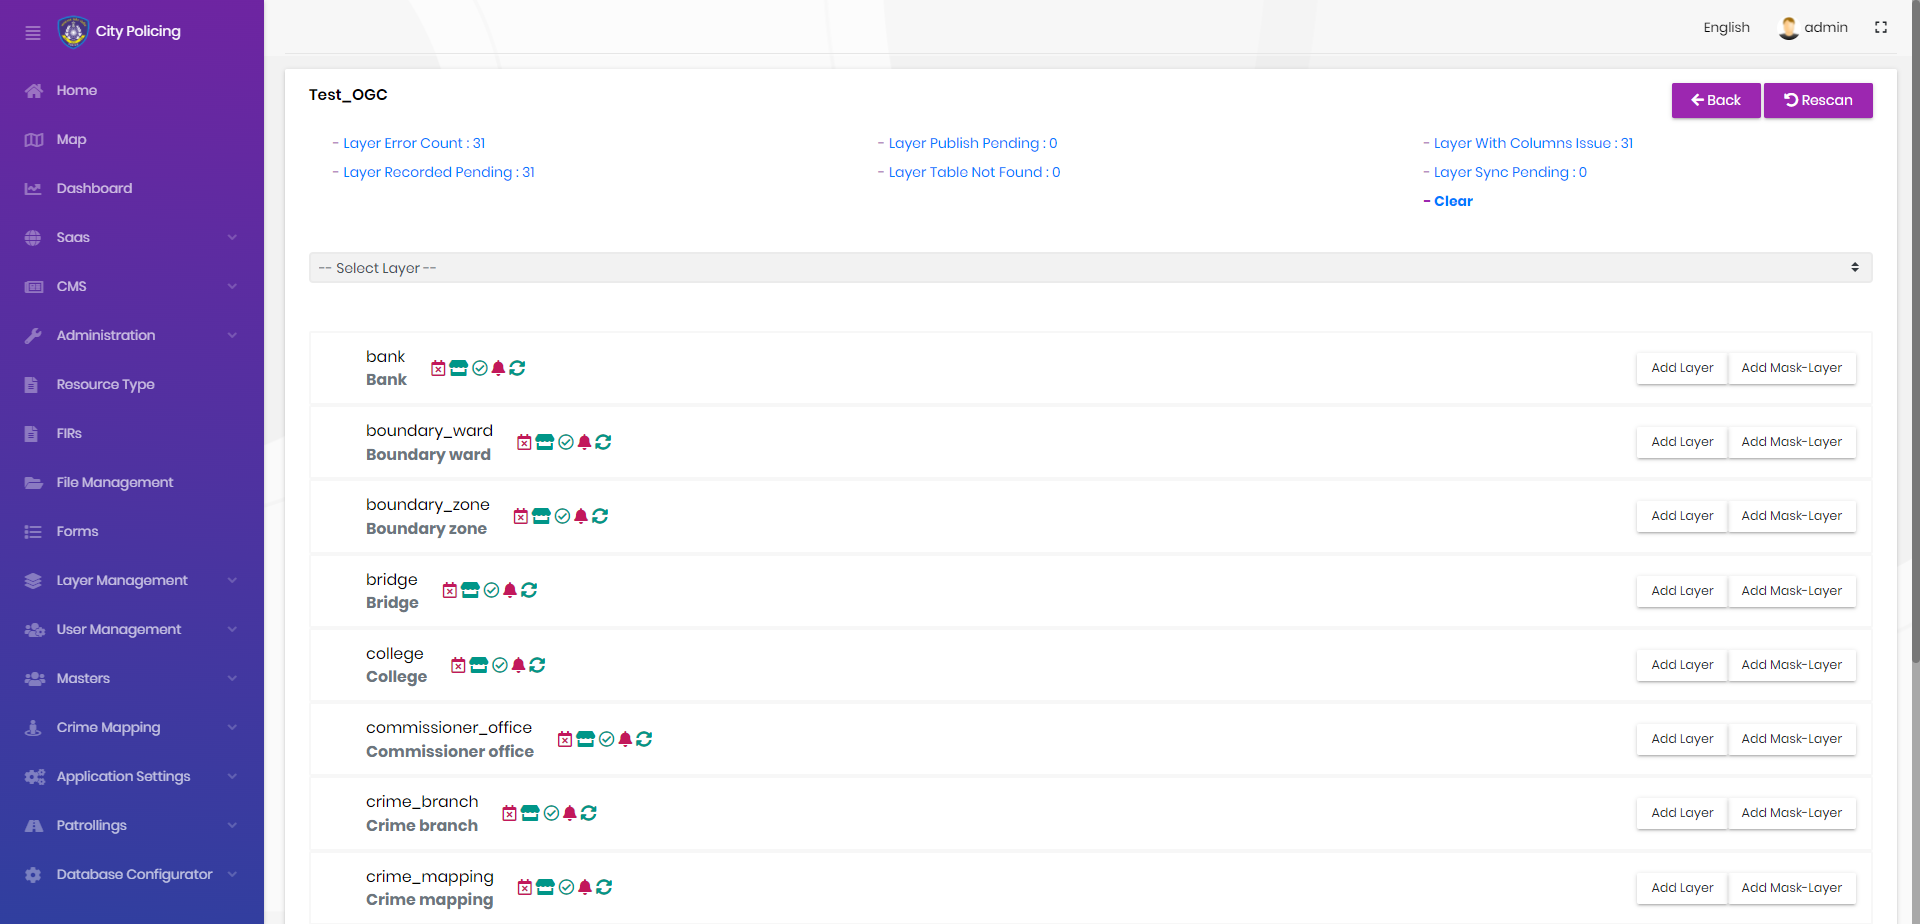 City Policing
English
admin
Home
Map
Dashboard
Saas
CMS
Administration
Resource Type
FIRs
File Management
Forms
Layer Management
User Management
Masters
Crime Mapping
Application Settings
Patrollings
Database Configurator
Test_OGC
Back
Rescan
- Layer Error Count : 31
- Layer Publish Pending : 0
- Layer With Columns Issue : 31
- Layer Recorded Pending : 31
- Layer Table Not Found : 0
- Layer Sync Pending : 0
- Clear
-- Select Layer --
bank
Bank
Add Layer
Add Mask-Layer
boundary_ward
Boundary ward
Add Layer
Add Mask-Layer
boundary_zone
Boundary zone
Add Layer
Add Mask-Layer
bridge
Bridge
Add Layer
Add Mask-Layer
college
College
Add Layer
Add Mask-Layer
commissioner_office
Commissioner office
Add Layer
Add Mask-Layer
crime_branch
Crime branch
Add Layer
Add Mask-Layer
crime_mapping
Crime mapping
Add Layer
Add Mask-Layer